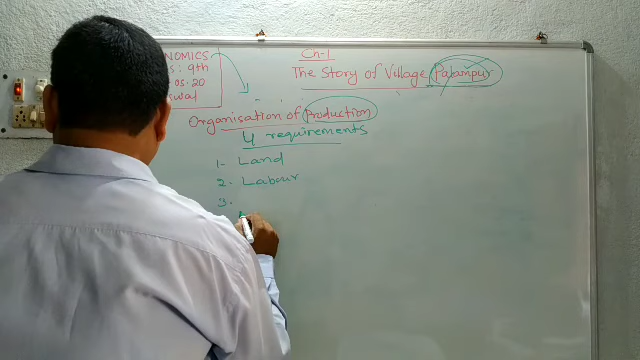 NOMICS
: 9th
05.20
swal
Ch-1
The Story of Village Palampur
Organisation of Production
4 requirements
1- Land
2. Labour
3.